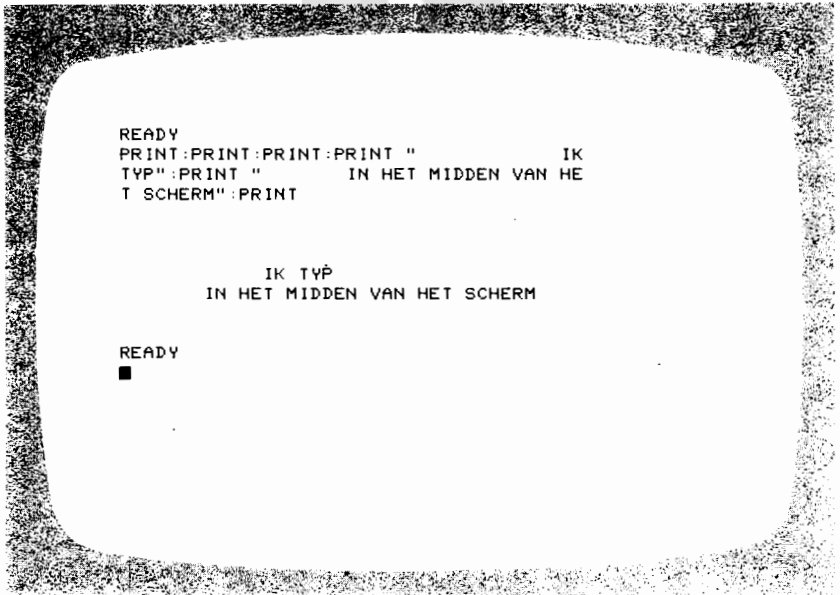 READY
PRINT:PRINT:PRINT:PRINT "              IK
TYP":PRINT "        IN HET MIDDEN VAN HE
T SCHERM":PRINT
IK TYP
IN HET MIDDEN VAN HET SCHERM
READY